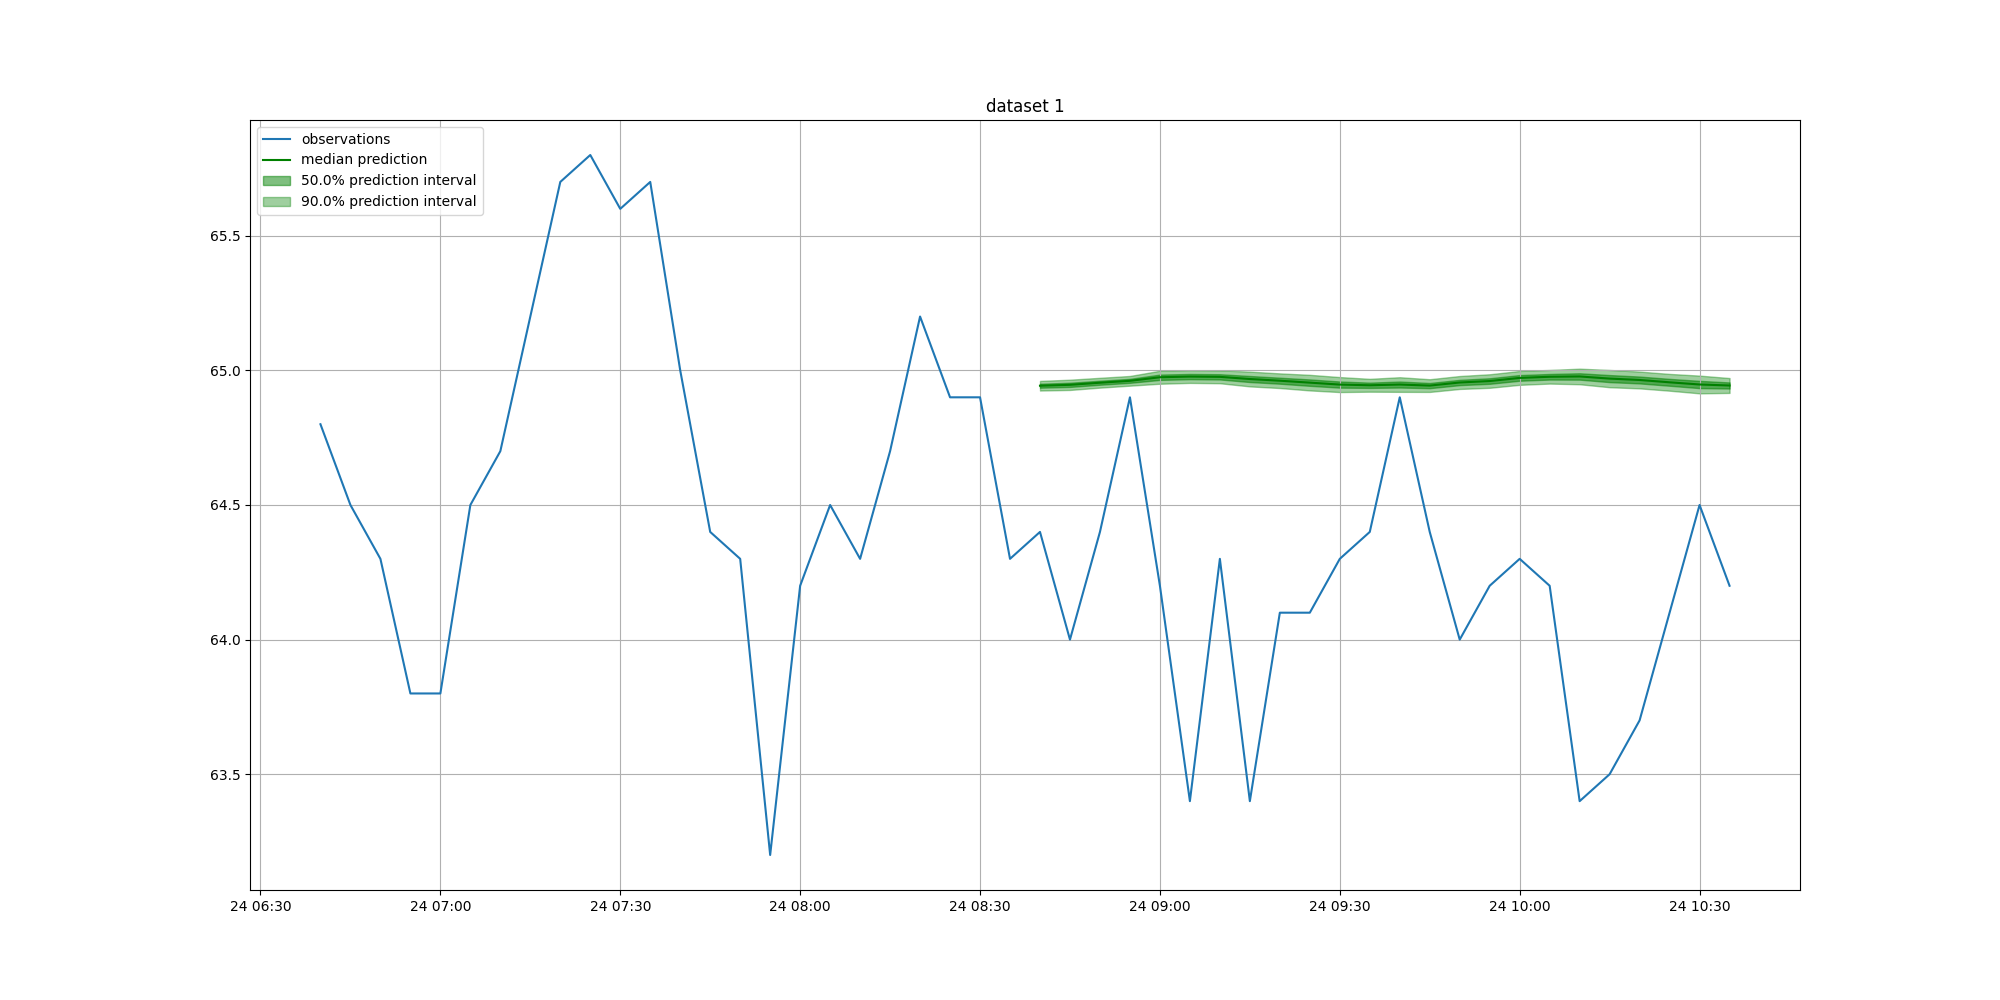 dataset 1
observations
median prediction
50.0% prediction interval
90.0% prediction interval
65.5
65.0
64.5
64.0
63.5
24 06:30 24 07:00 24 07:30 24 08:00 24 08:30 24 09:00 24 09:30 24 10:00 24 10:30